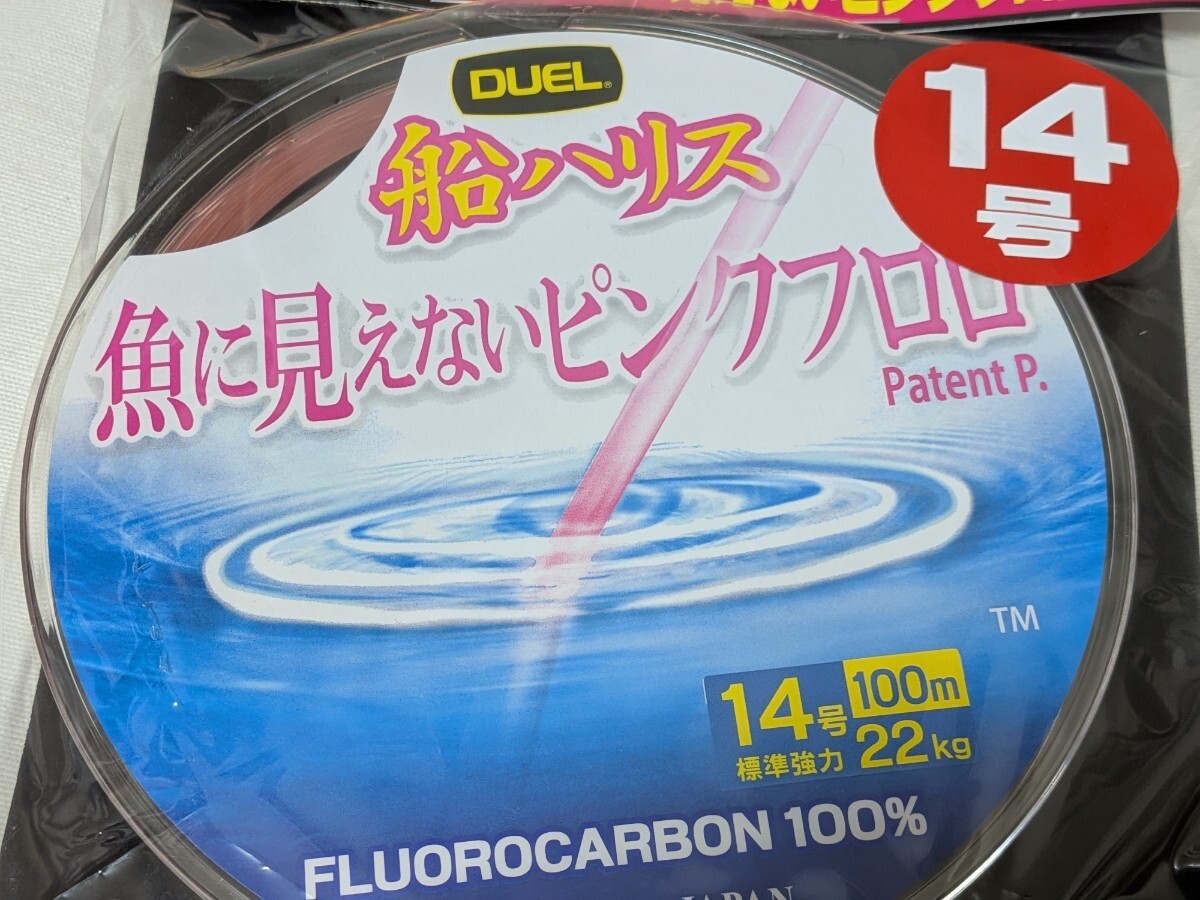 DUEL®
船ハリス
14
号
魚に見えないピンクフロロ
Patent P.
TM
14号 100m
標準強力 22kg
FLUOROCARBON 100%
JAPAN